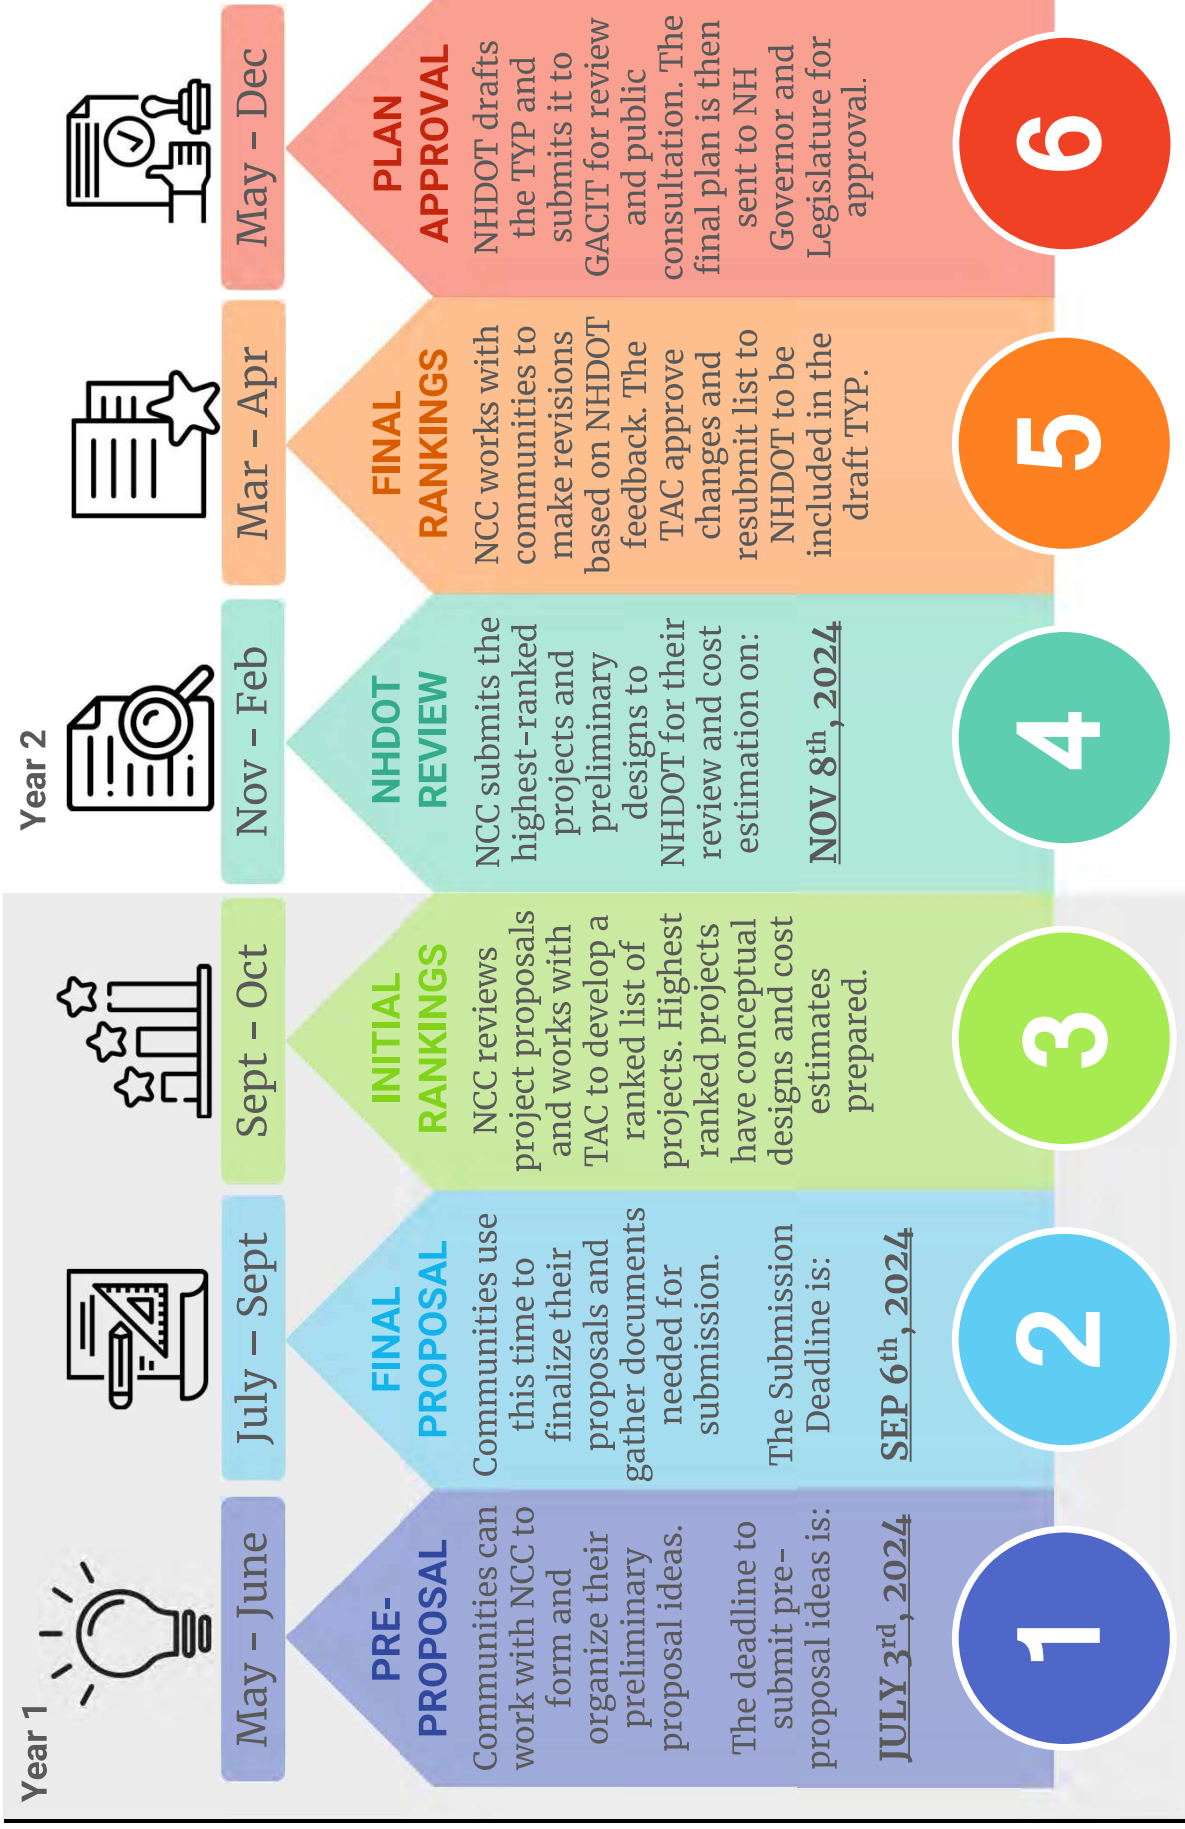 Year 1
May – June
PRE-
PROPOSAL
Communities can
work with NCC to
form and
organize their
preliminary
proposal ideas.
The deadline to
submit pre-
proposal ideas is:
JULY 3rd, 2024
1
July – Sept
FINAL
PROPOSAL
Communities use
this time to
finalize their
proposals and
gather documents
needed for
submission.
The Submission
Deadline is:
SEP 6th, 2024
2
Sept – Oct
INITIAL
RANKINGS
NCC reviews
project proposals
and works with
TAC to develop a
ranked list of
projects. Highest
ranked projects
have conceptual
designs and cost
estimates
prepared.
3
Year 2
Nov – Feb
NHDOT
REVIEW
NCC submits the
highest-ranked
projects and
preliminary
designs to
NHDOT for their
review and cost
estimation on:
NOV 8th, 2024
4
Mar – Apr
FINAL
RANKINGS
NCC works with
communities to
make revisions
based on NHDOT
feedback. The
TAC approve
changes and
resubmit list to
NHDOT to be
included in the
draft TYP.
5
May – Dec
PLAN
APPROVAL
NHDOT drafts
the TYP and
submits it to
GACIT for review
and public
consultation. The
final plan is then
sent to NH
Governor and
Legislature for
approval.
6